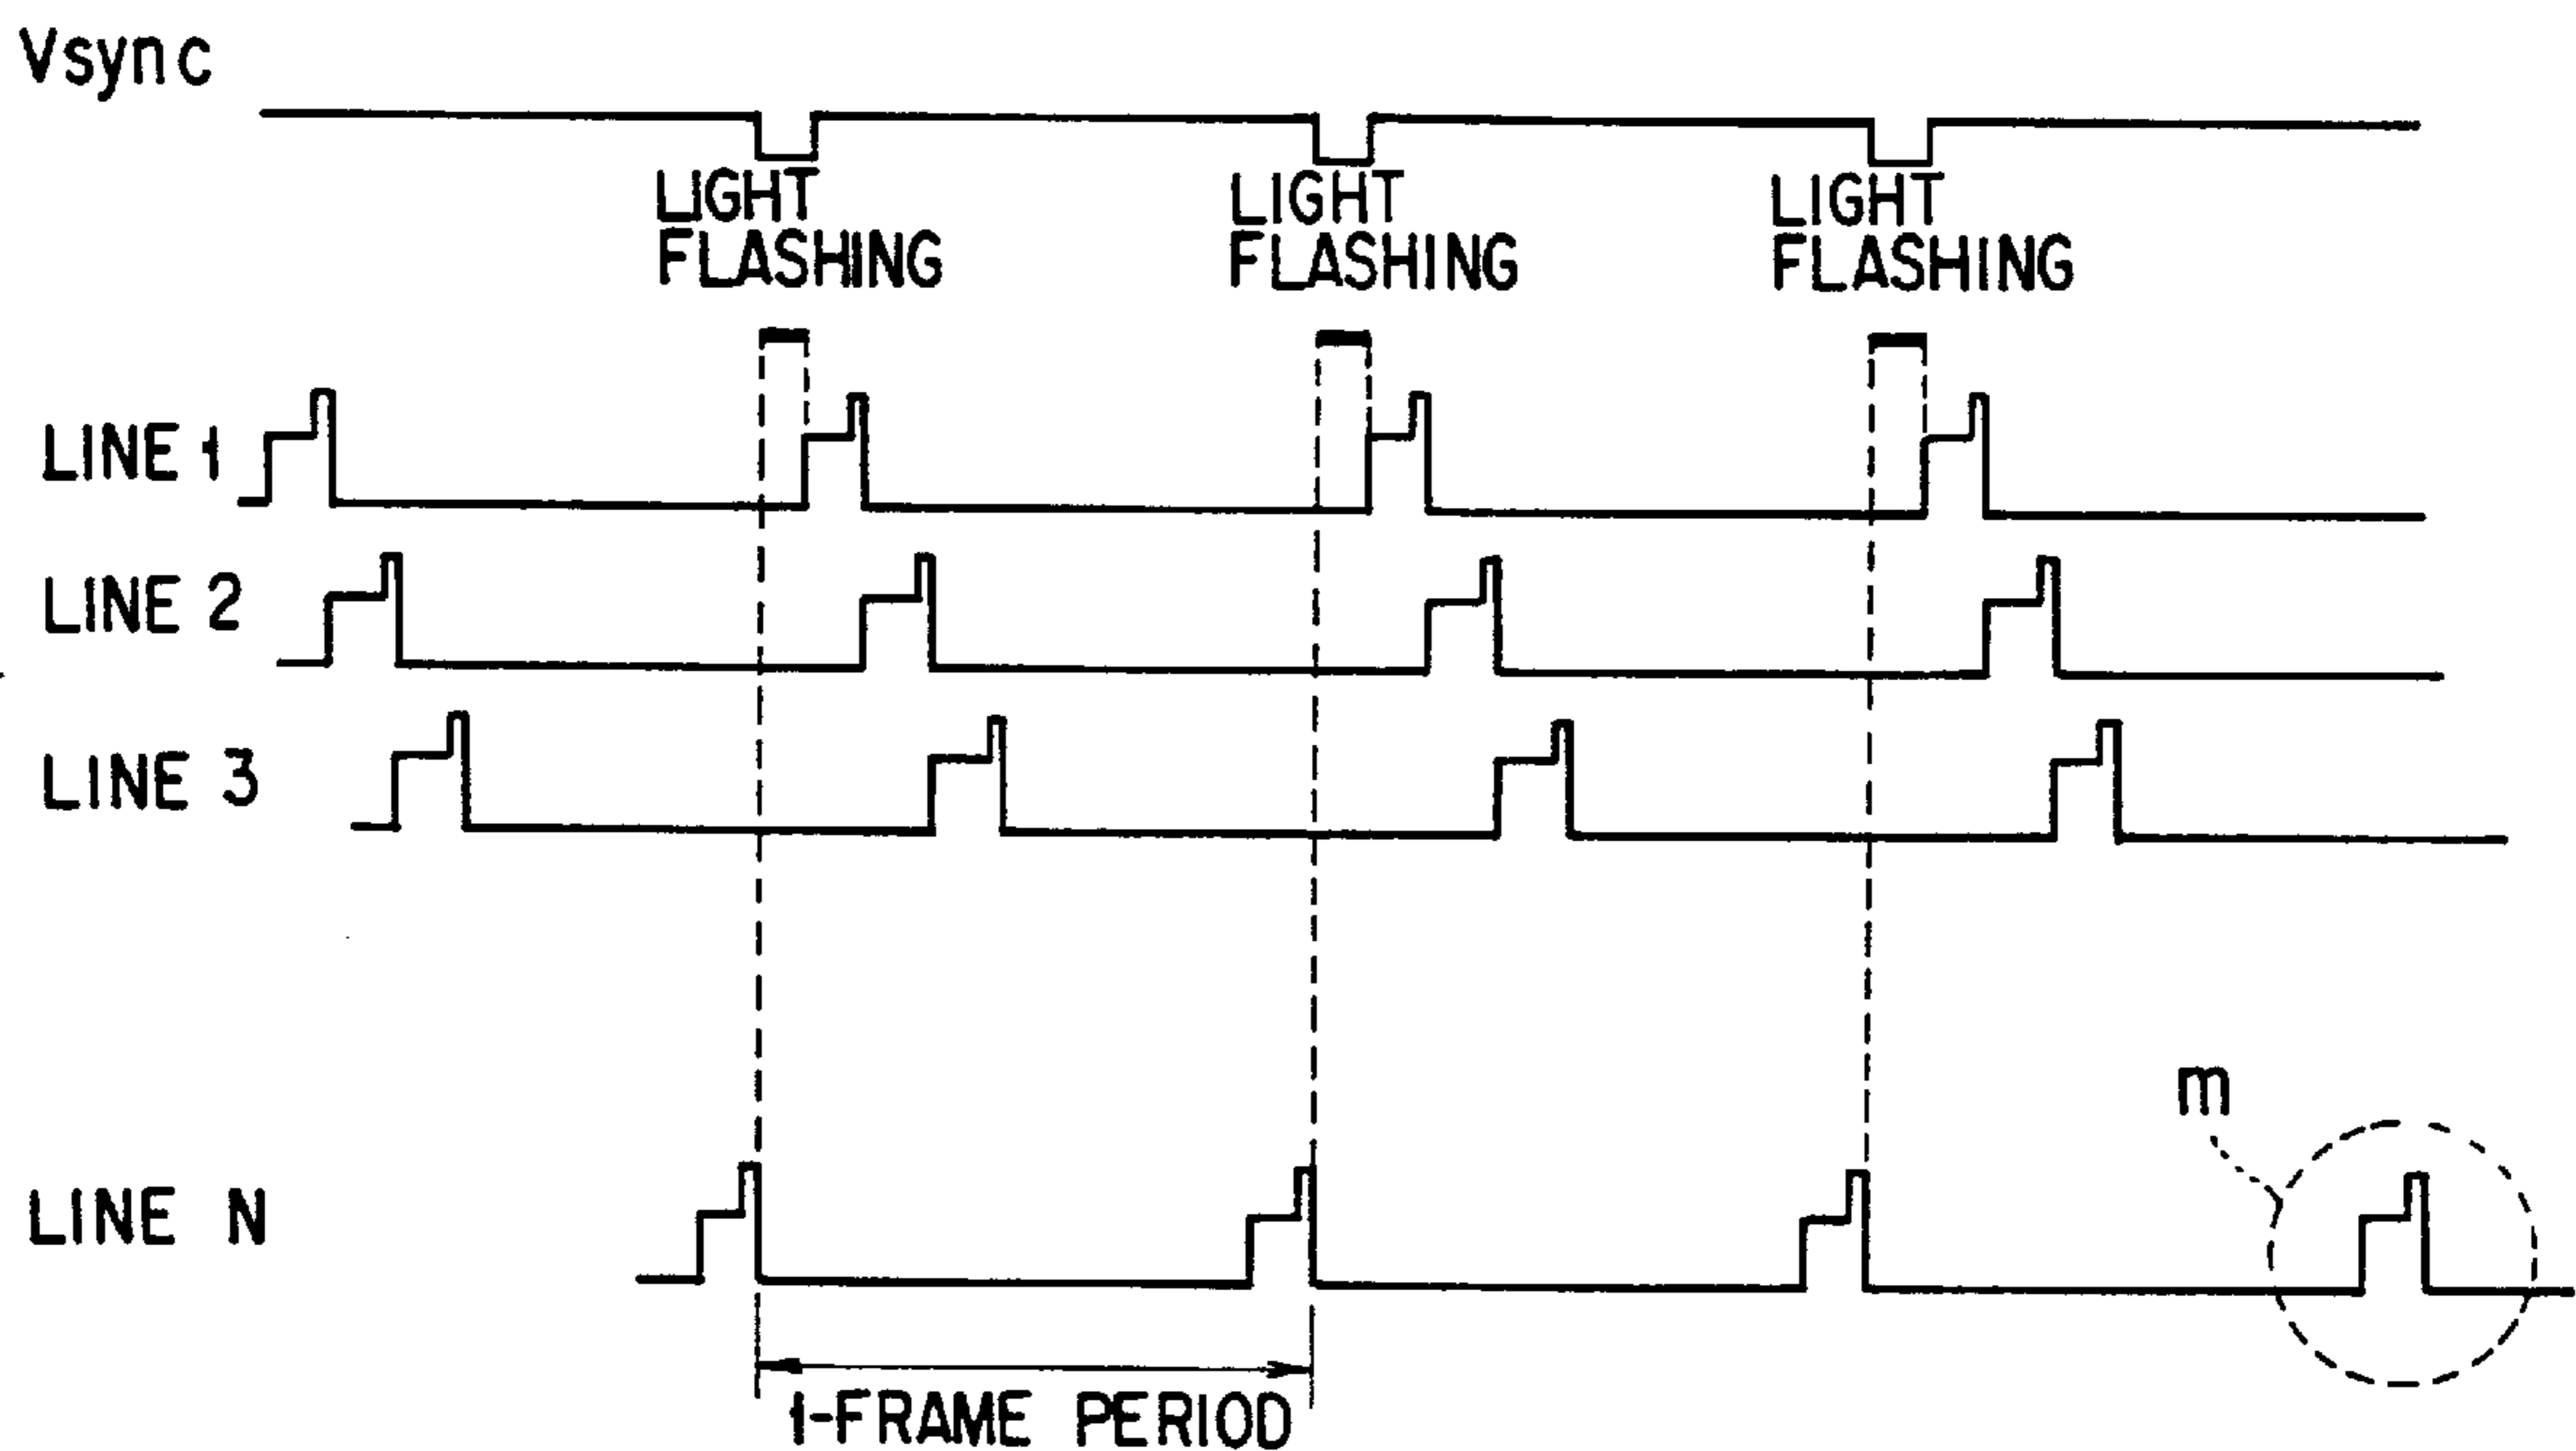 Vsync
LIGHT
FLASHING
LIGHT
FLASHING
LIGHT
FLASHING
LINE 1
LINE 2
LINE 3
m
LINE N
1-FRAME PERIOD